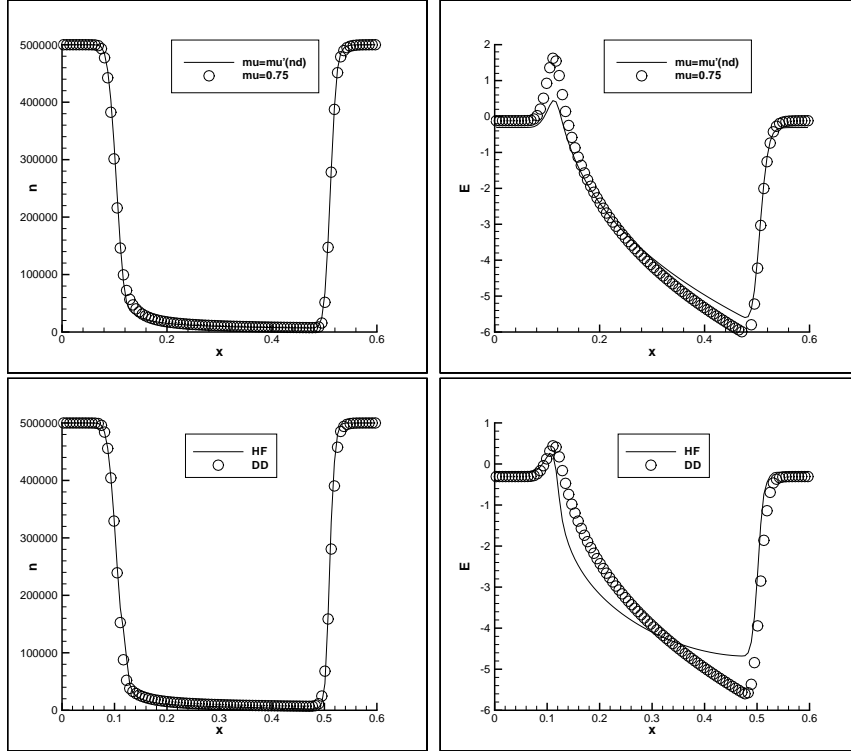 n
500000
400000
300000
200000
100000
0
0 0.2 0.4 0.6
x
mu=mu'(nd)
mu=0.75
E
2
1
0
-1
-2
-3
-4
-5
-6
0 0.2 0.4 0.6
x
mu=mu'(nd)
mu=0.75
n
500000
400000
300000
200000
100000
0
0 0.1 0.2 0.3 0.4 0.5 0.6
x
HF
DD
E
1
0
-1
-2
-3
-4
-5
-6
0 0.1 0.2 0.3 0.4 0.5 0.6
x
HF
DD